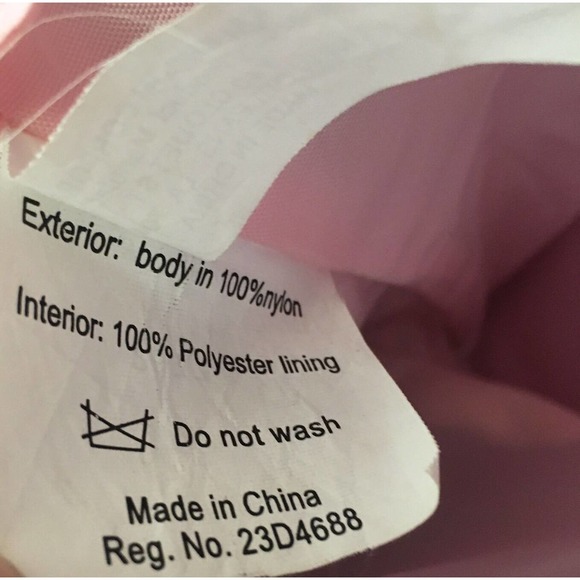 Exterior: body in 100%nylon
Interior: 100% Polyester lining
Do not wash
Made in China
Reg. No. 23D4688